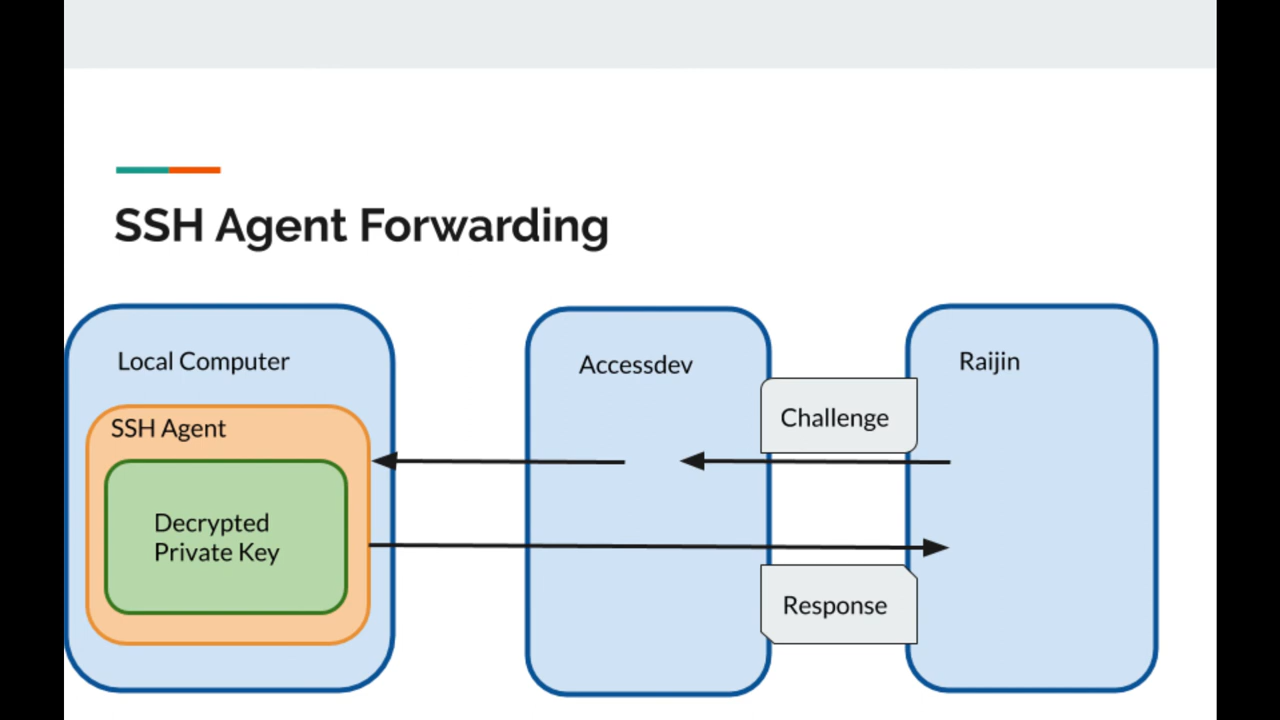 SSH Agent Forwarding
Local Computer
Accessdev
Raijin
Challenge
SSH Agent
Decrypted
Private Key
Response